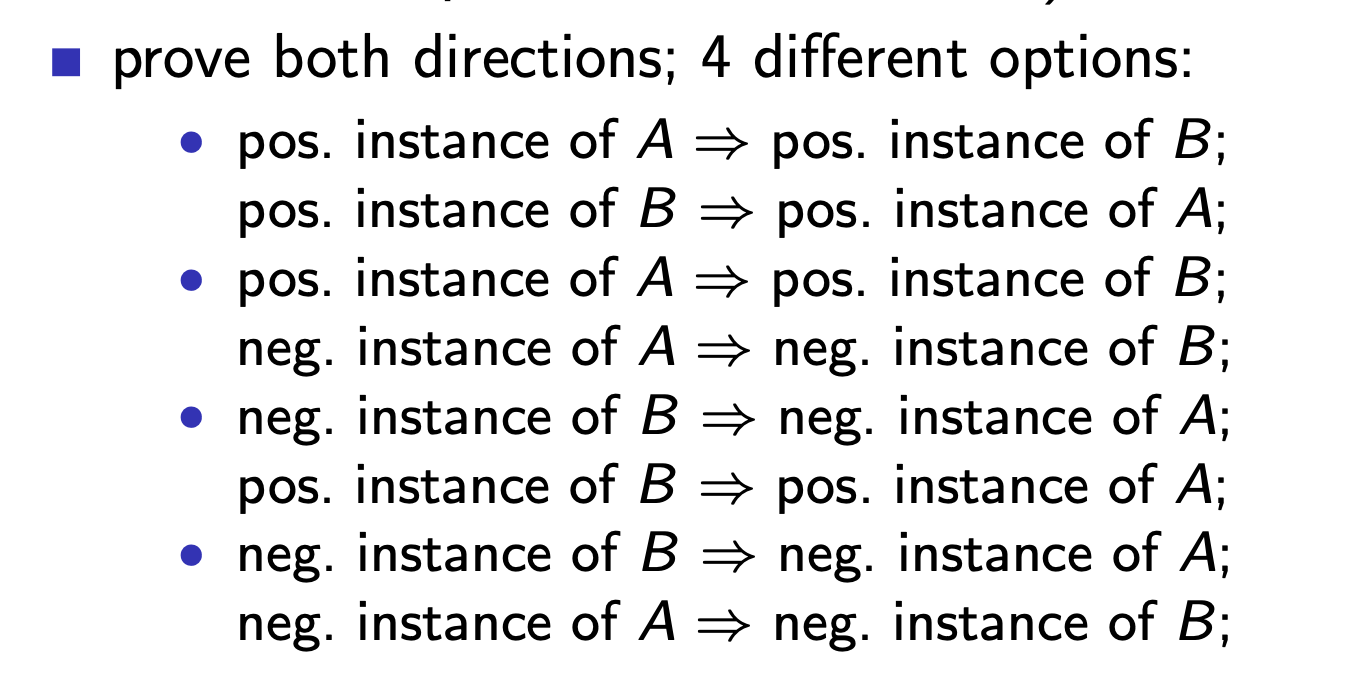 ■ prove both directions; 4 different options:
• pos. instance of A ⇒ pos. instance of B;
pos. instance of B ⇒ pos. instance of A;
• pos. instance of A ⇒ pos. instance of B;
neg. instance of A ⇒ neg. instance of B;
• neg. instance of B ⇒ neg. instance of A;
pos. instance of B ⇒ pos. instance of A;
• neg. instance of B ⇒ neg. instance of A;
neg. instance of A ⇒ neg. instance of B;